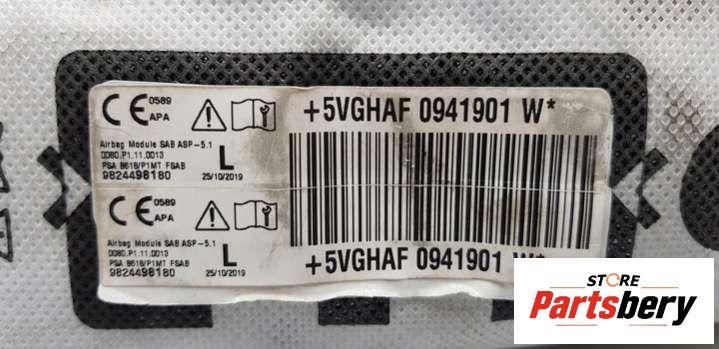 CE 0589
APA
+5VGHAF 0941901 W*
Airbag Module SAB ASP-5.1
0080.P1.11.0013
PSA B618/P1MT FSAB
9824498180
L
25/10/2019
CE 0589
APA
Airbag Module SAB ASP-5.1
0080.P1.11.0013
PSA B618/P1MT FSAB
9824498180
L
25/10/2019
+5VGHAF 0941901 W*
STORE
Partsbery